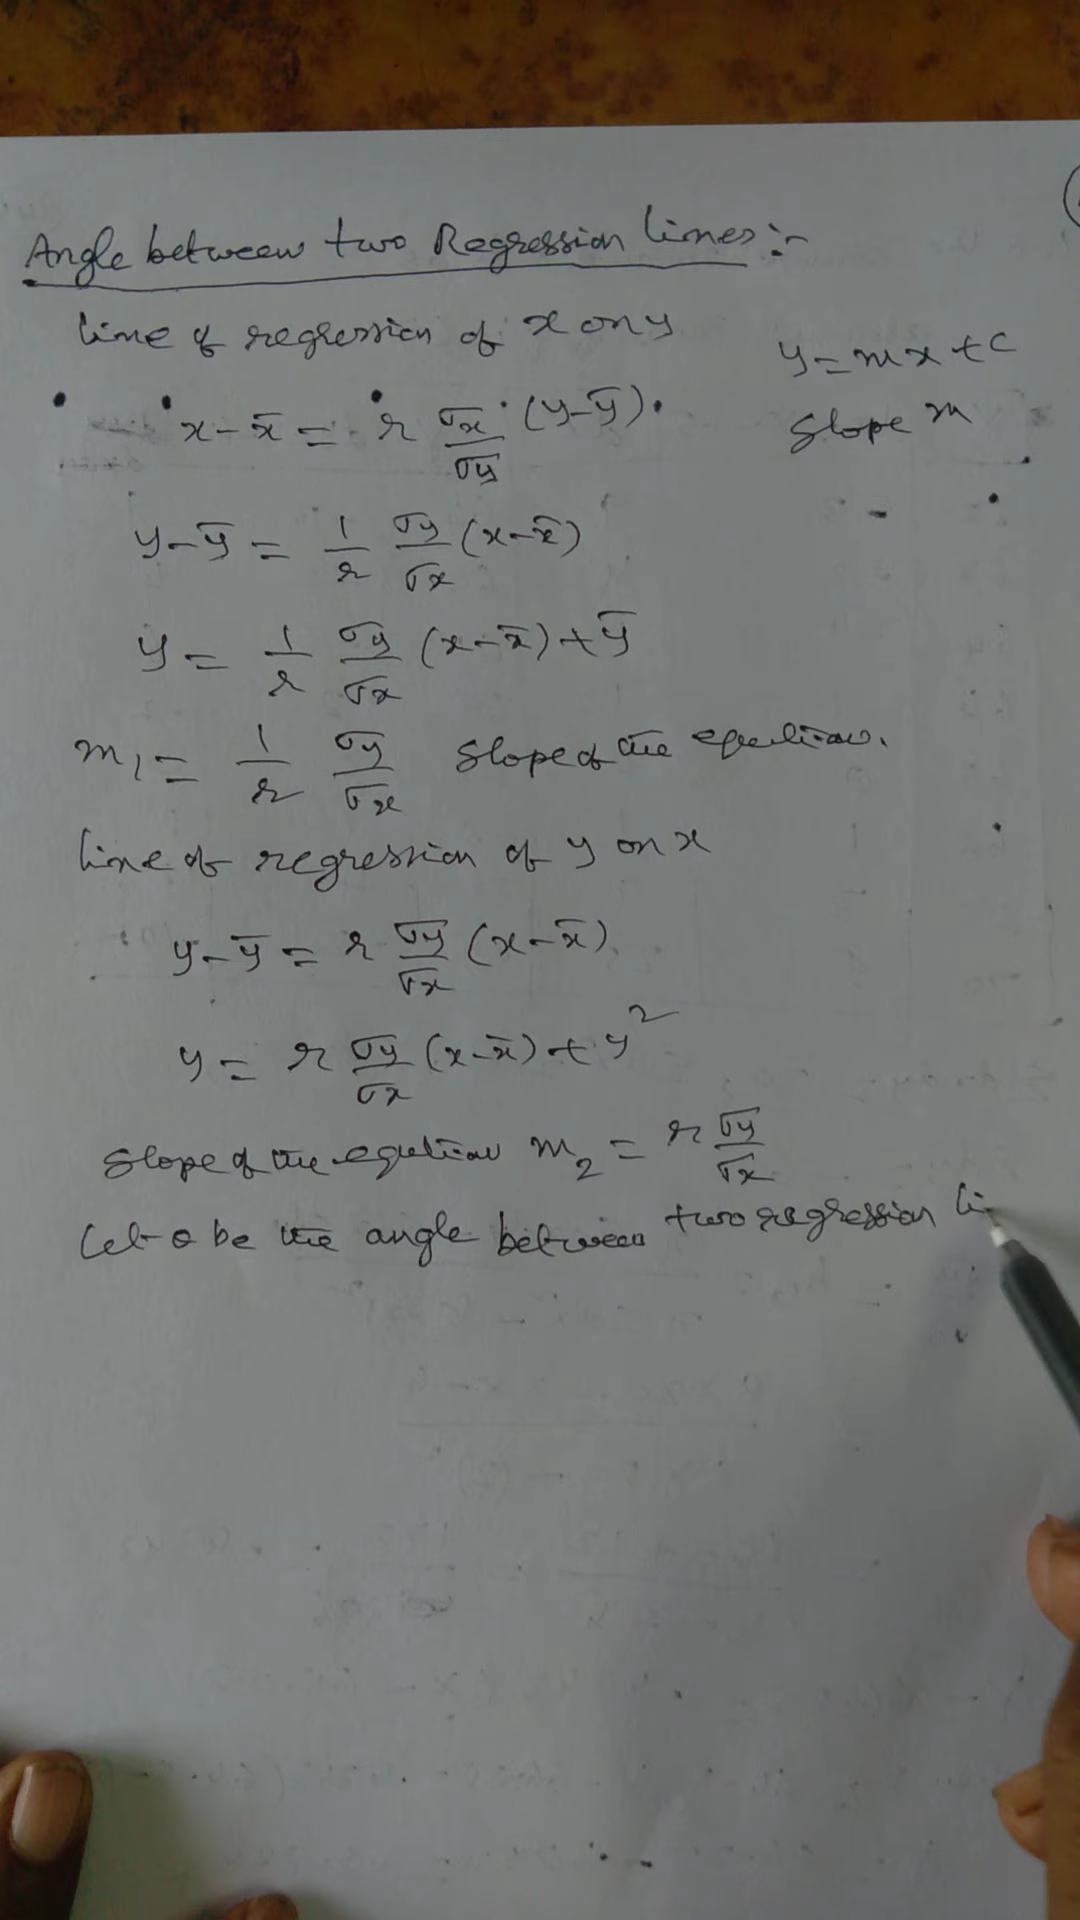 Angle between two Regression lines :-
line of regression of x on y
y = mx + c
x - x̄ = r σx/σy (y - ȳ).
slope m
y - ȳ = 1/r σy/σx (x - x̄)
y = 1/r σy/σx (x - x̄) + ȳ
m₁ = 1/r σy/σx slope of the equation.
line of regression of y on x
y - ȳ = r σy/σx (x - x̄)
y = r σy/σx (x - x̄) + y²
slope of the eqution m₂ = r σy/σx
Let θ be the angle between two regression li